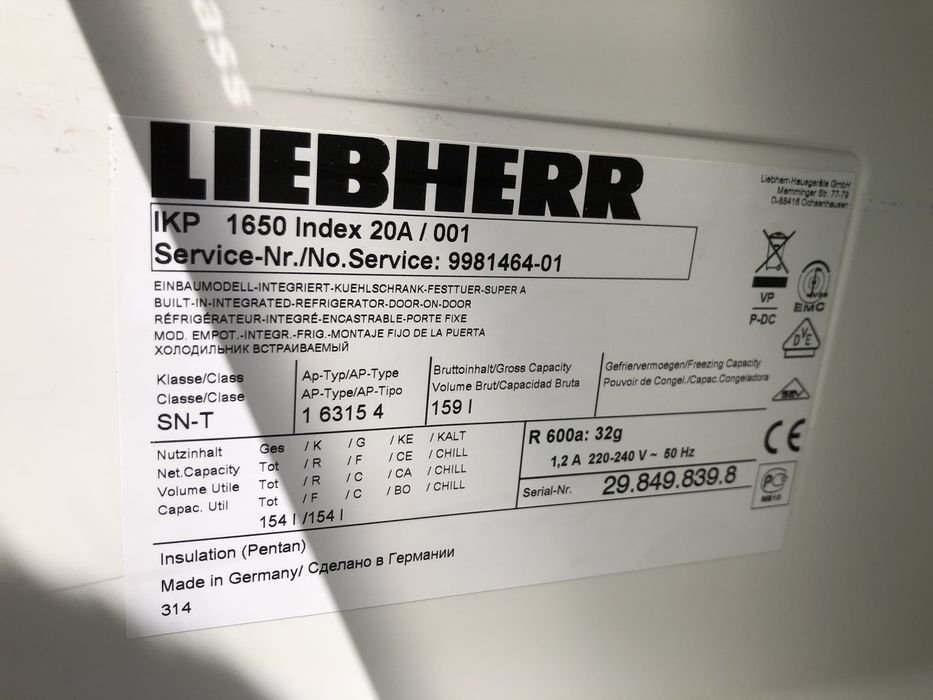 ass
LIEBHERR
Liebherr-Hausgeräte GmbH
Memminger Str. 77-79
D-88416 Ochsenhausen
IKP 1650 Index 20A / 001
Service-Nr./No.Service: 9981464-01
EINBAUMODELL-INTEGRIERT-KUEHLSCHRANK-FESTTUER-SUPER A
BUILT-IN-INTEGRATED-REFRIGERATOR-DOOR-ON-DOOR
RÉFRIGÉRATEUR-INTEGRÉ-ENCASTRABLE-PORTE FIXE
MOD. EMPOT.-INTEGR.-FRIG.-MONTAJE FIJO DE LA PUERTA
ХОЛОДИЛЬНИК ВСТРАИВАЕМЫЙ
VP
P-DC
EMC
DVE
SEV
CE
Klasse/Class
Classe/Clase
SN-T
Ap-Typ/AP-Type
AP-Type/AP-Tipo
1 6315 4
Bruttoinhalt/Gross Capacity
Volume Brut/Capacidad Bruta
159 l
Gefriervermoegen/Freezing Capacity
Pouvoir de Congel./Capac.Congeladora
Nutzinhalt Ges / K / G / KE / KALT
Net.Capacity Tot / R / F / CE / CHILL
Volume Utile Tot / R / C / CA / CHILL
Capac. Util Tot / F / C / BO / CHILL
154 l /154 l
R 600a: 32g
1,2 A 220-240 V ~ 50 Hz
Serial-Nr. 29.849.839.8
ME10
Insulation (Pentan)
Made in Germany/ Сделано в Германии
314